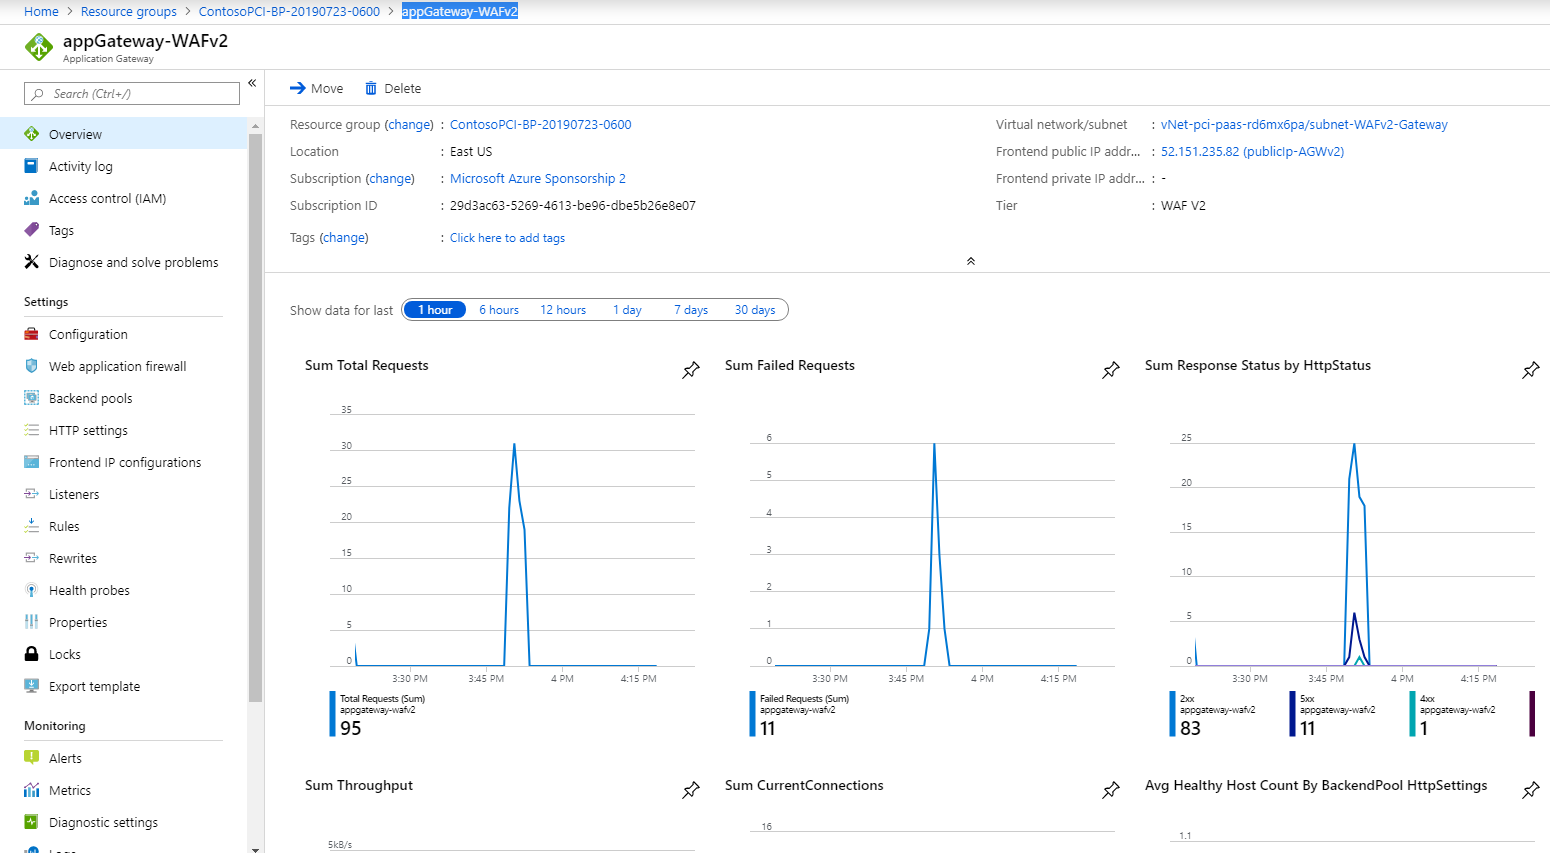 Home > Resource groups > ContosoPCI-BP-20190723-0600 > appGateway-WAFv2
appGateway-WAFv2
Application Gateway
Search (Ctrl+/)
«
Overview
Activity log
Access control (IAM)
Tags
Diagnose and solve problems
Settings
Configuration
Web application firewall
Backend pools
HTTP settings
Frontend IP configurations
Listeners
Rules
Rewrites
Health probes
Properties
Locks
Export template
Monitoring
Alerts
Metrics
Diagnostic settings
Logs
Move Delete
Resource group (change) : ContosoPCI-BP-20190723-0600
Location : East US
Subscription (change) : Microsoft Azure Sponsorship 2
Subscription ID : 29d3ac63-5269-4613-be96-dbe5b26e8e07
Tags (change) : Click here to add tags
Virtual network/subnet : vNet-pci-paas-rd6mx6pa/subnet-WAFv2-Gateway
Frontend public IP addr... : 52.151.235.82 (publicIp-AGWv2)
Frontend private IP addr... : -
Tier : WAF V2
Show data for last 1 hour 6 hours 12 hours 1 day 7 days 30 days
Sum Total Requests
35
30
25
20
15
10
5
0
3:30 PM 3:45 PM 4 PM 4:15 PM
Total Requests (Sum)
appgateway-wafv2
95
Sum Failed Requests
6
5
4
3
2
1
0
3:30 PM 3:45 PM 4 PM 4:15 PM
Failed Requests (Sum)
appgateway-wafv2
11
Sum Response Status by HttpStatus
25
20
15
10
5
0
3:30 PM 3:45 PM 4 PM 4:15 PM
2xx
appgateway-wafv2
83
5xx
appgateway-wafv2
11
4xx
appgateway-wafv2
1
Sum Throughput
5kB/s
Sum CurrentConnections
16
Avg Healthy Host Count By BackendPool HttpSettings
1.1